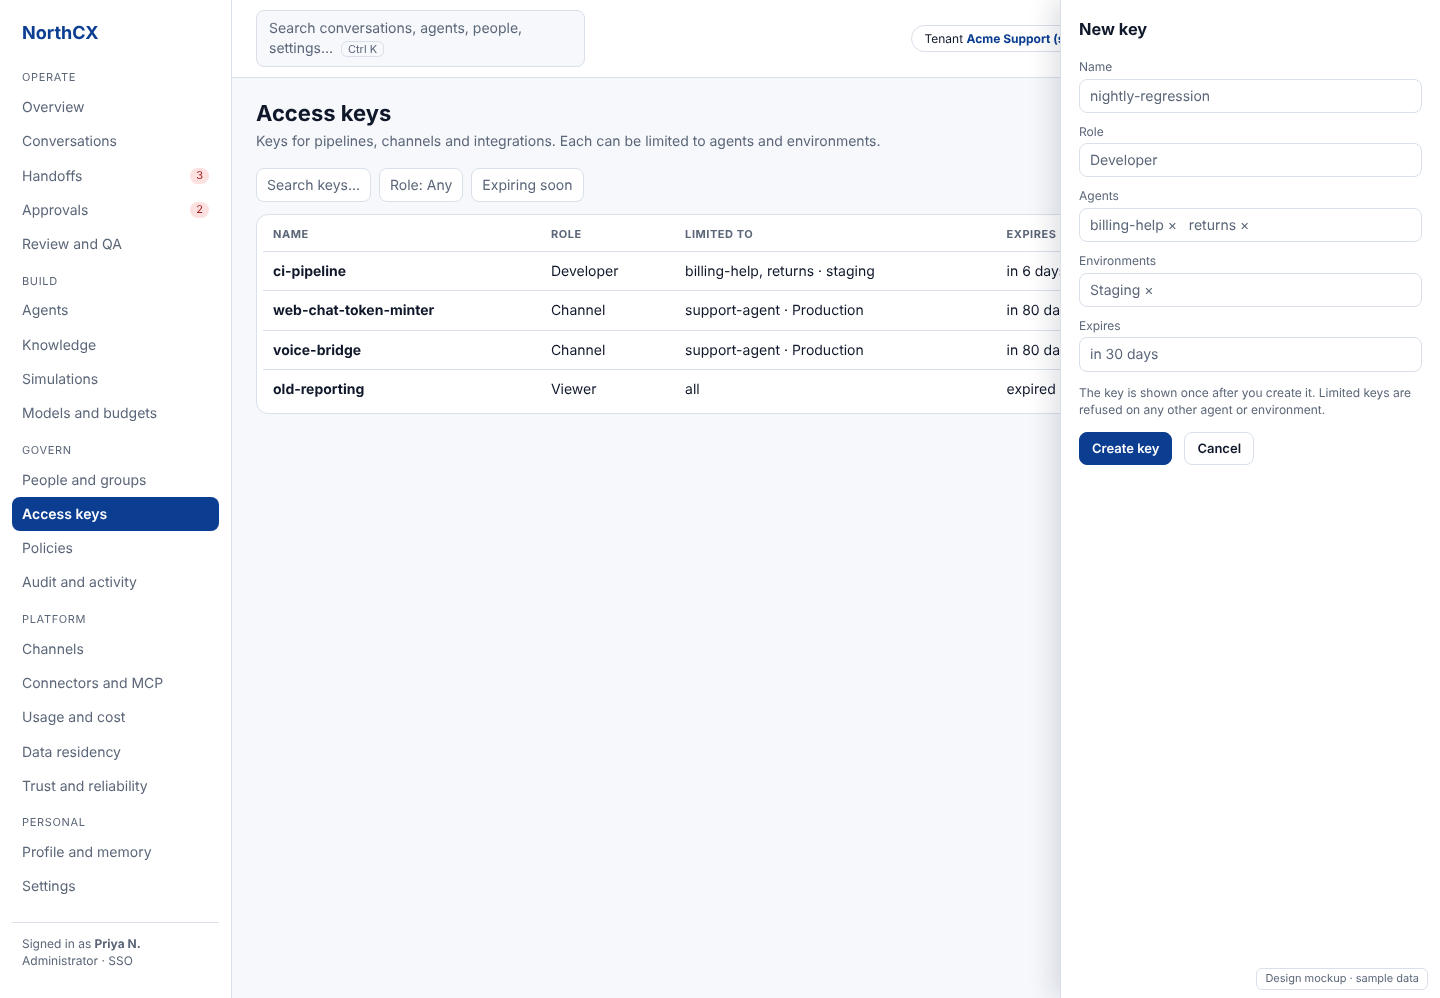 NorthCX
OPERATE
Overview
Conversations
Handoffs 3
Approvals 2
Review and QA
BUILD
Agents
Knowledge
Simulations
Models and budgets
GOVERN
People and groups
Access keys
Policies
Audit and activity
PLATFORM
Channels
Connectors and MCP
Usage and cost
Data residency
Trust and reliability
PERSONAL
Profile and memory
Settings
Signed in as Priya N.
Administrator · SSO
Search conversations, agents, people,
settings... Ctrl K
Tenant Acme Support (
Access keys
Keys for pipelines, channels and integrations. Each can be limited to agents and environments.
Search keys... Role: Any Expiring soon
NAME ROLE LIMITED TO EXPIRES
ci-pipeline Developer billing-help, returns · staging in 6 day
web-chat-token-minter Channel support-agent · Production in 80 da
voice-bridge Channel support-agent · Production in 80 da
old-reporting Viewer all expired
New key
Name
nightly-regression
Role
Developer
Agents
billing-help × returns ×
Environments
Staging ×
Expires
in 30 days
The key is shown once after you create it. Limited keys are
refused on any other agent or environment.
Create key Cancel
Design mockup · sample data